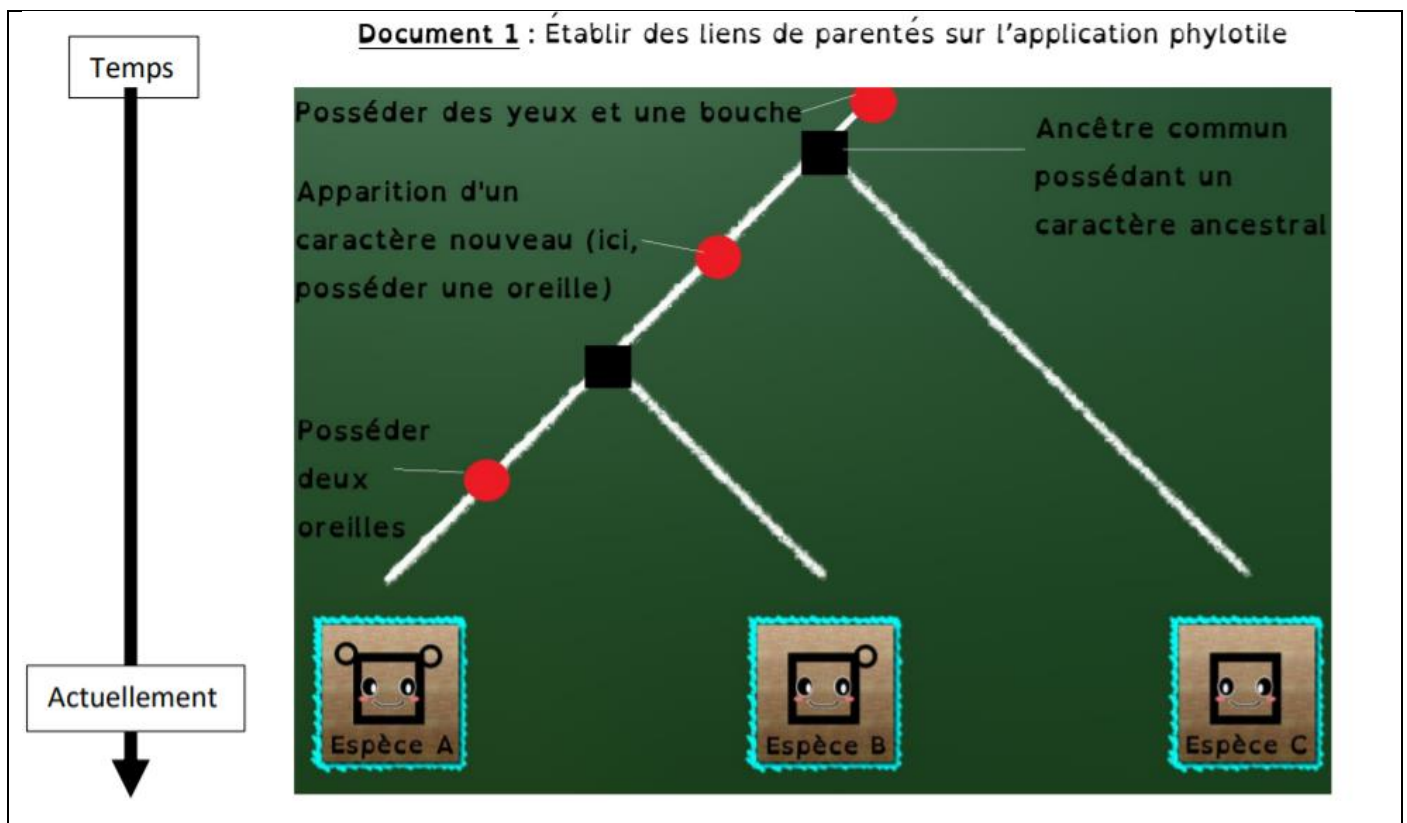 Document 1 : Établir des liens de parentés sur l'application phylotile
Temps
Posséder des yeux et une bouche
Ancêtre commun
possédant un
caractère ancestral
Apparition d'un
caractère nouveau (ici,
posséder une oreille)
Posséder
deux
oreilles
Actuellement
Espèce A
Espèce B
Espèce C